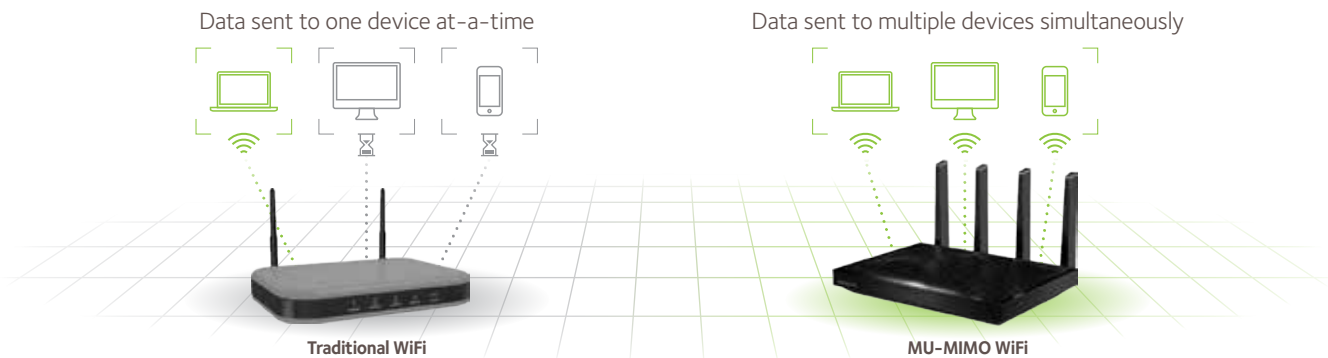 Data sent to one device at-a-time
Data sent to multiple devices simultaneously
Traditional WiFi
MU-MIMO WiFi